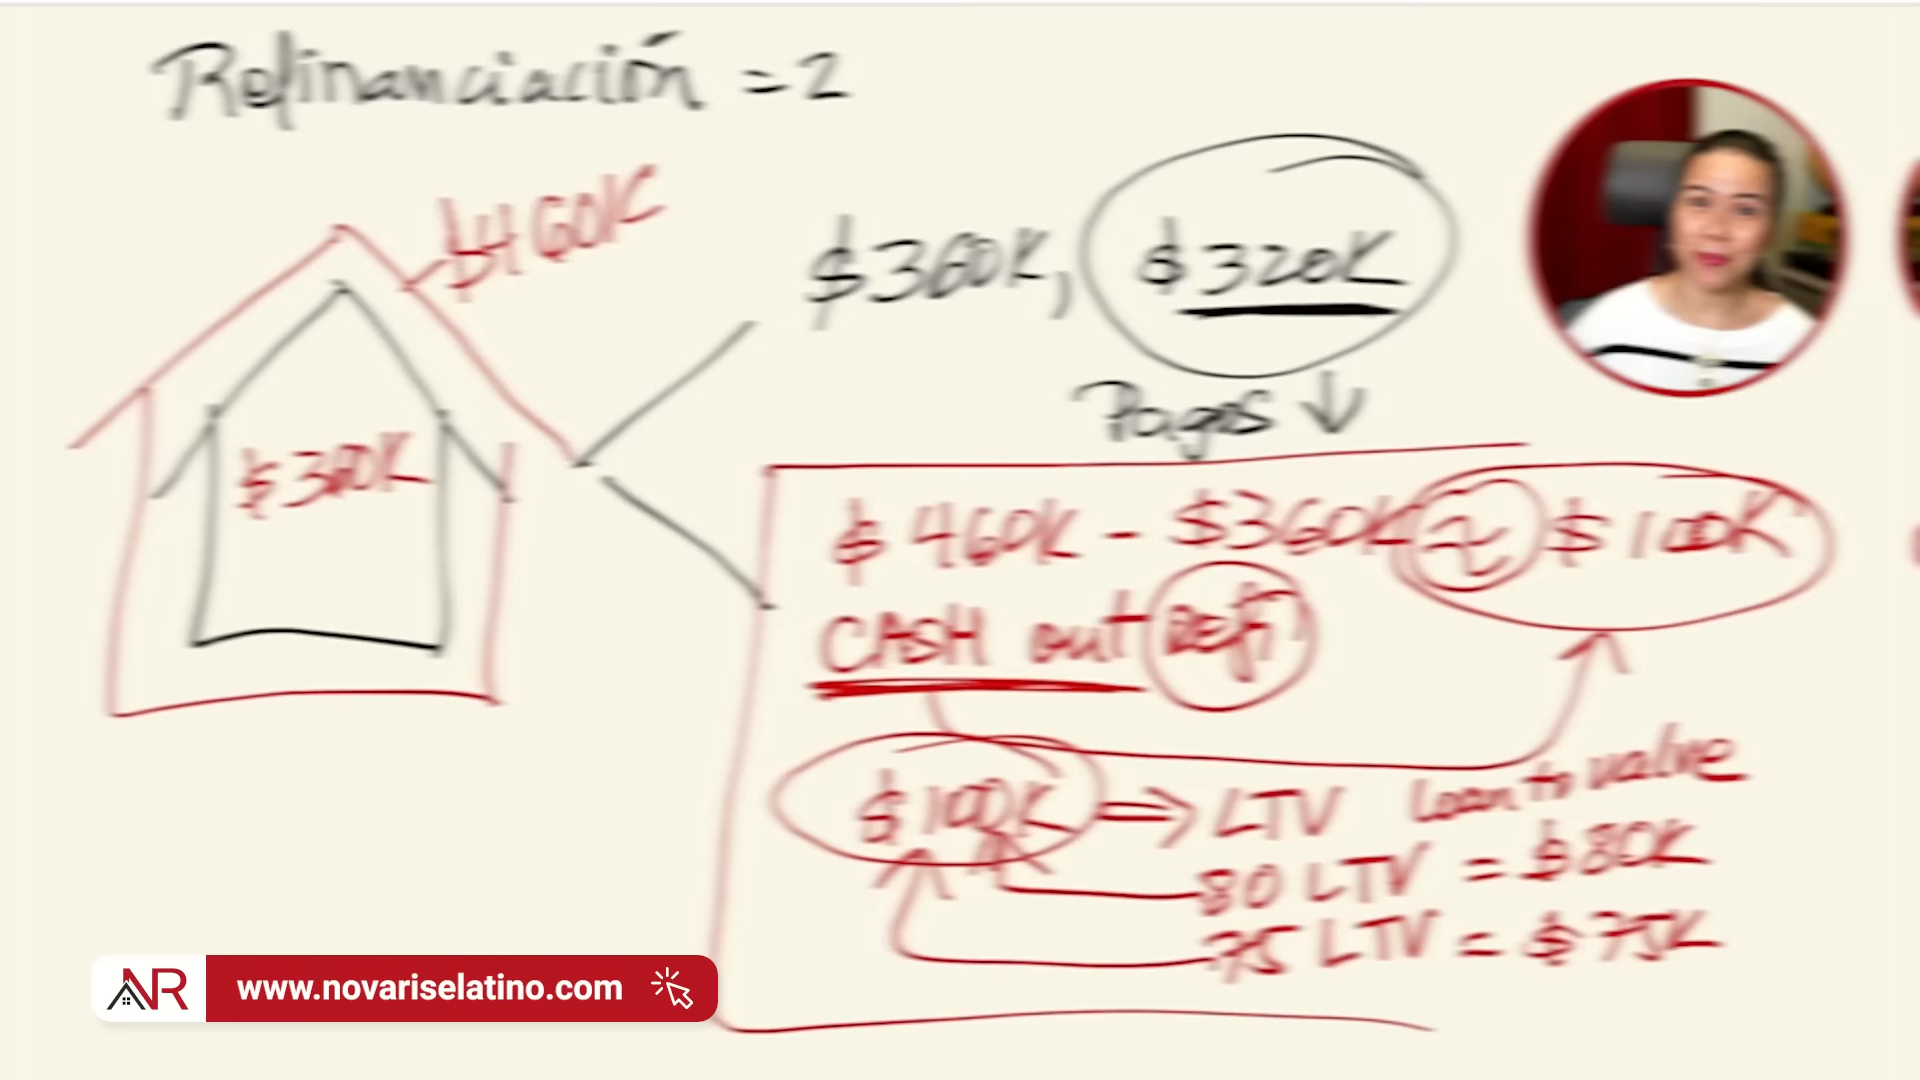 Refinanciación = 2
$460K
$360K, $320K
Pagos ↓
$360K
$460K - $360K ≈ $100K
CASH out Refi
$100K ⇒ LTV loan to value
80 LTV = $80K
75 LTV = $75K
NR www.novariselatino.com